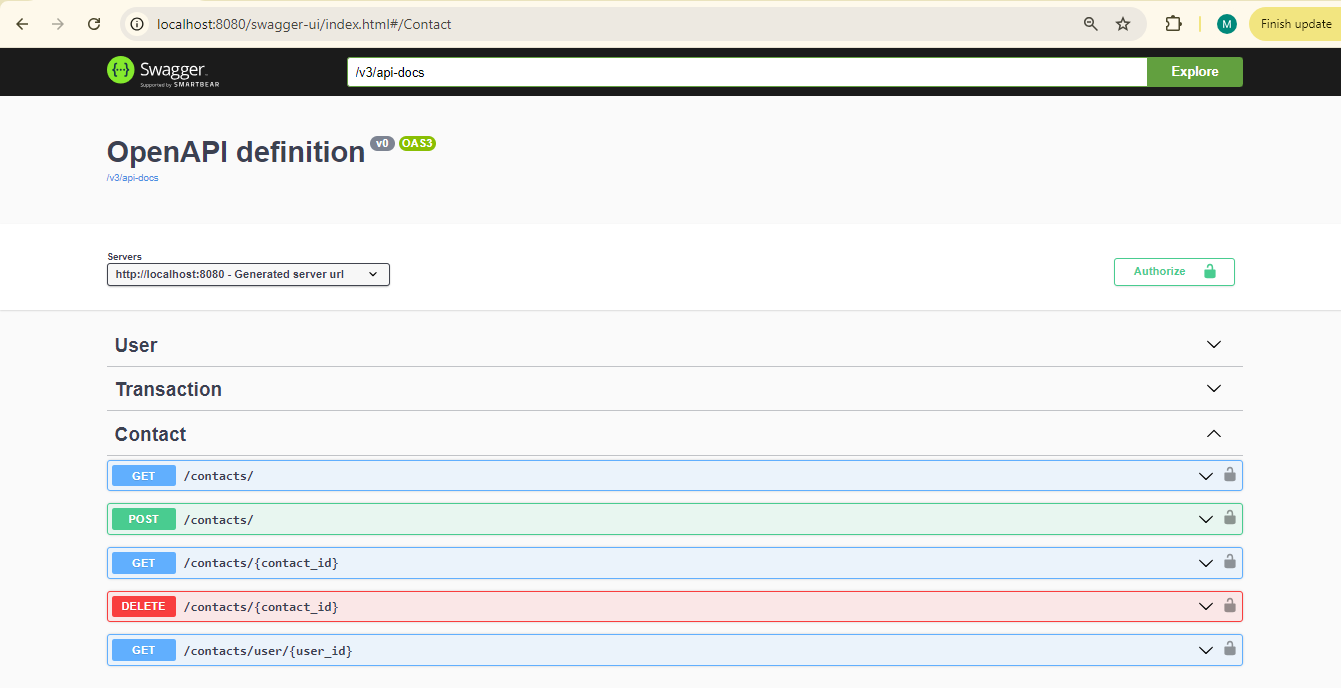 localhost:8080/swagger-ui/index.html#/Contact
M
Finish update
{...} Swagger.
Supported by SMARTBEAR
/v3/api-docs
Explore
OpenAPI definition v0 OAS3
/v3/api-docs
Servers
http://localhost:8080 - Generated server url
Authorize
User
Transaction
Contact
GET /contacts/
POST /contacts/
GET /contacts/{contact_id}
DELETE /contacts/{contact_id}
GET /contacts/user/{user_id}